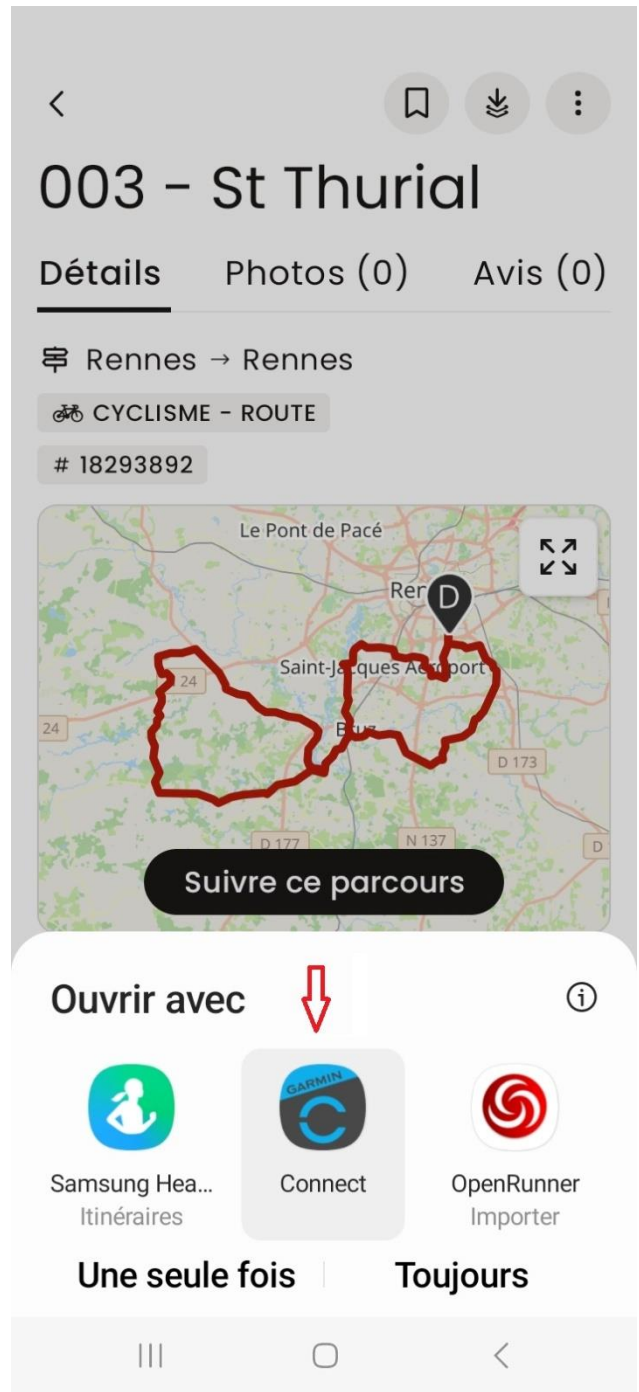 003 - St Thurial
Détails Photos (0) Avis (0)
Rennes → Rennes
CYCLISME - ROUTE
# 18293892
Le Pont de Pacé
Ren
D
Saint-Jacques Aéroport
24
24
Bruz
D 173
D 177
N 137
D
Suivre ce parcours
Ouvrir avec
GARMIN
Samsung Hea... Connect OpenRunner
Itinéraires Importer
Une seule fois Toujours